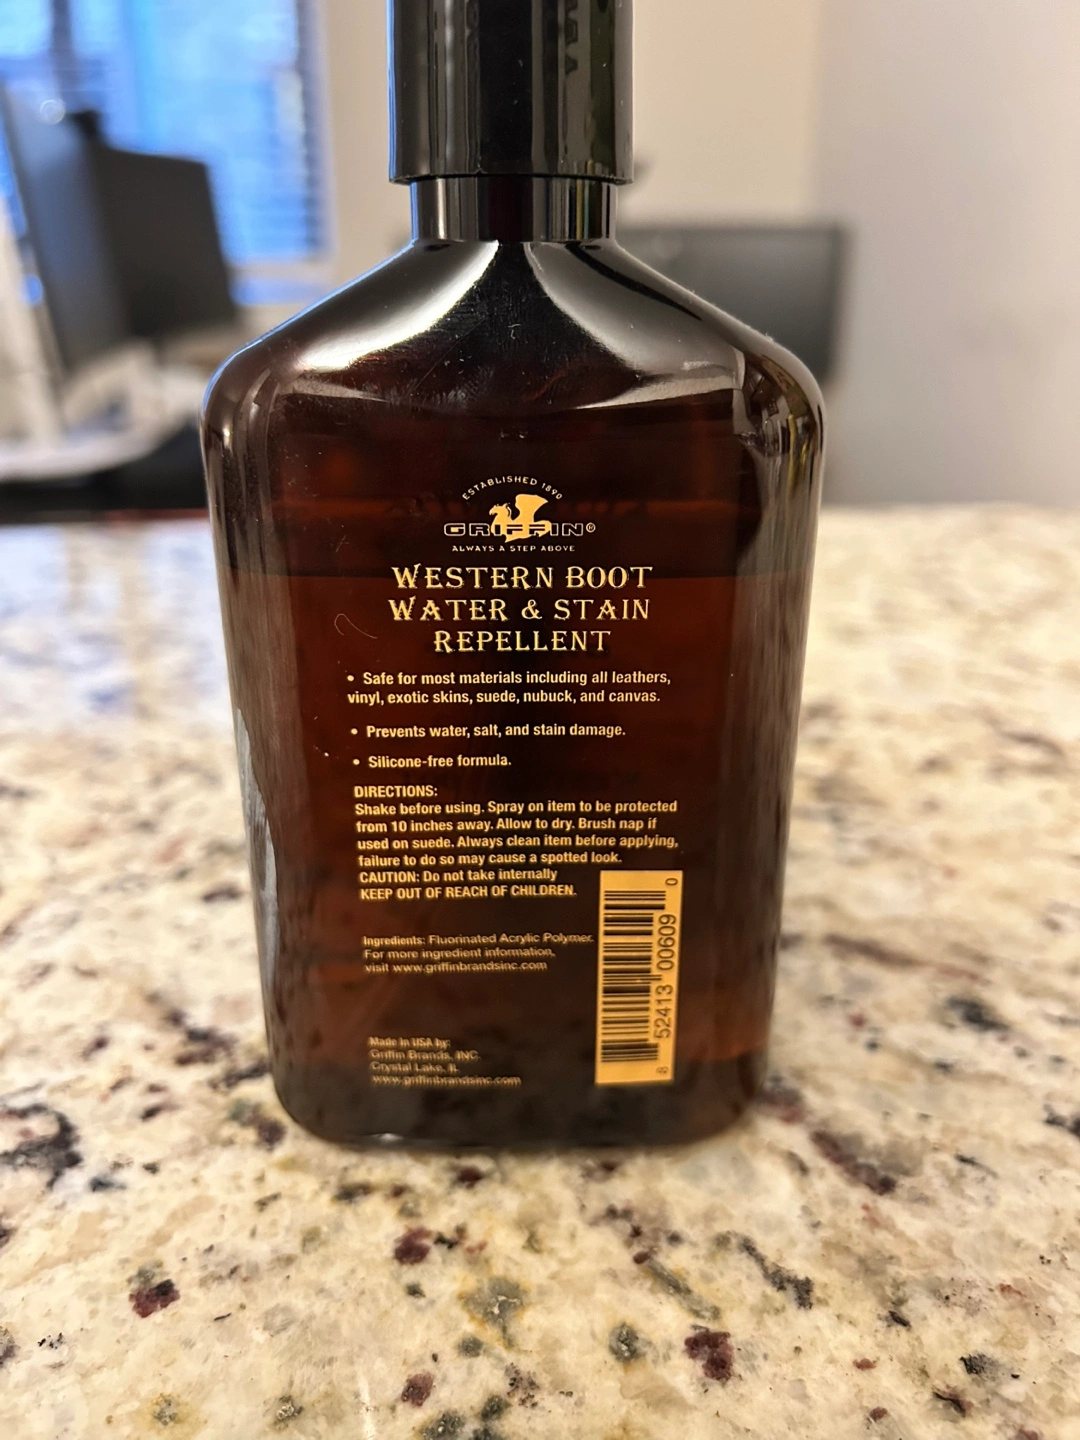 ESTABLISHED 1890
GRIFFIN®
ALWAYS A STEP ABOVE
WESTERN BOOT
WATER & STAIN
REPELLENT
• Safe for most materials including all leathers,
vinyl, exotic skins, suede, nubuck, and canvas.
• Prevents water, salt, and stain damage.
• Silicone-free formula.
DIRECTIONS:
Shake before using. Spray on item to be protected
from 10 inches away. Allow to dry. Brush nap if
used on suede. Always clean item before applying,
failure to do so may cause a spotted look.
CAUTION: Do not take internally
KEEP OUT OF REACH OF CHILDREN.
Ingredients: Fluorinated Acrylic Polymer.
For more ingredient information,
visit www.griffinbrandsinc.com
Made in USA by:
Griffin Brands, INC.
Crystal Lake, IL
www.griffinbrandsinc.com
8 52413 00609 0